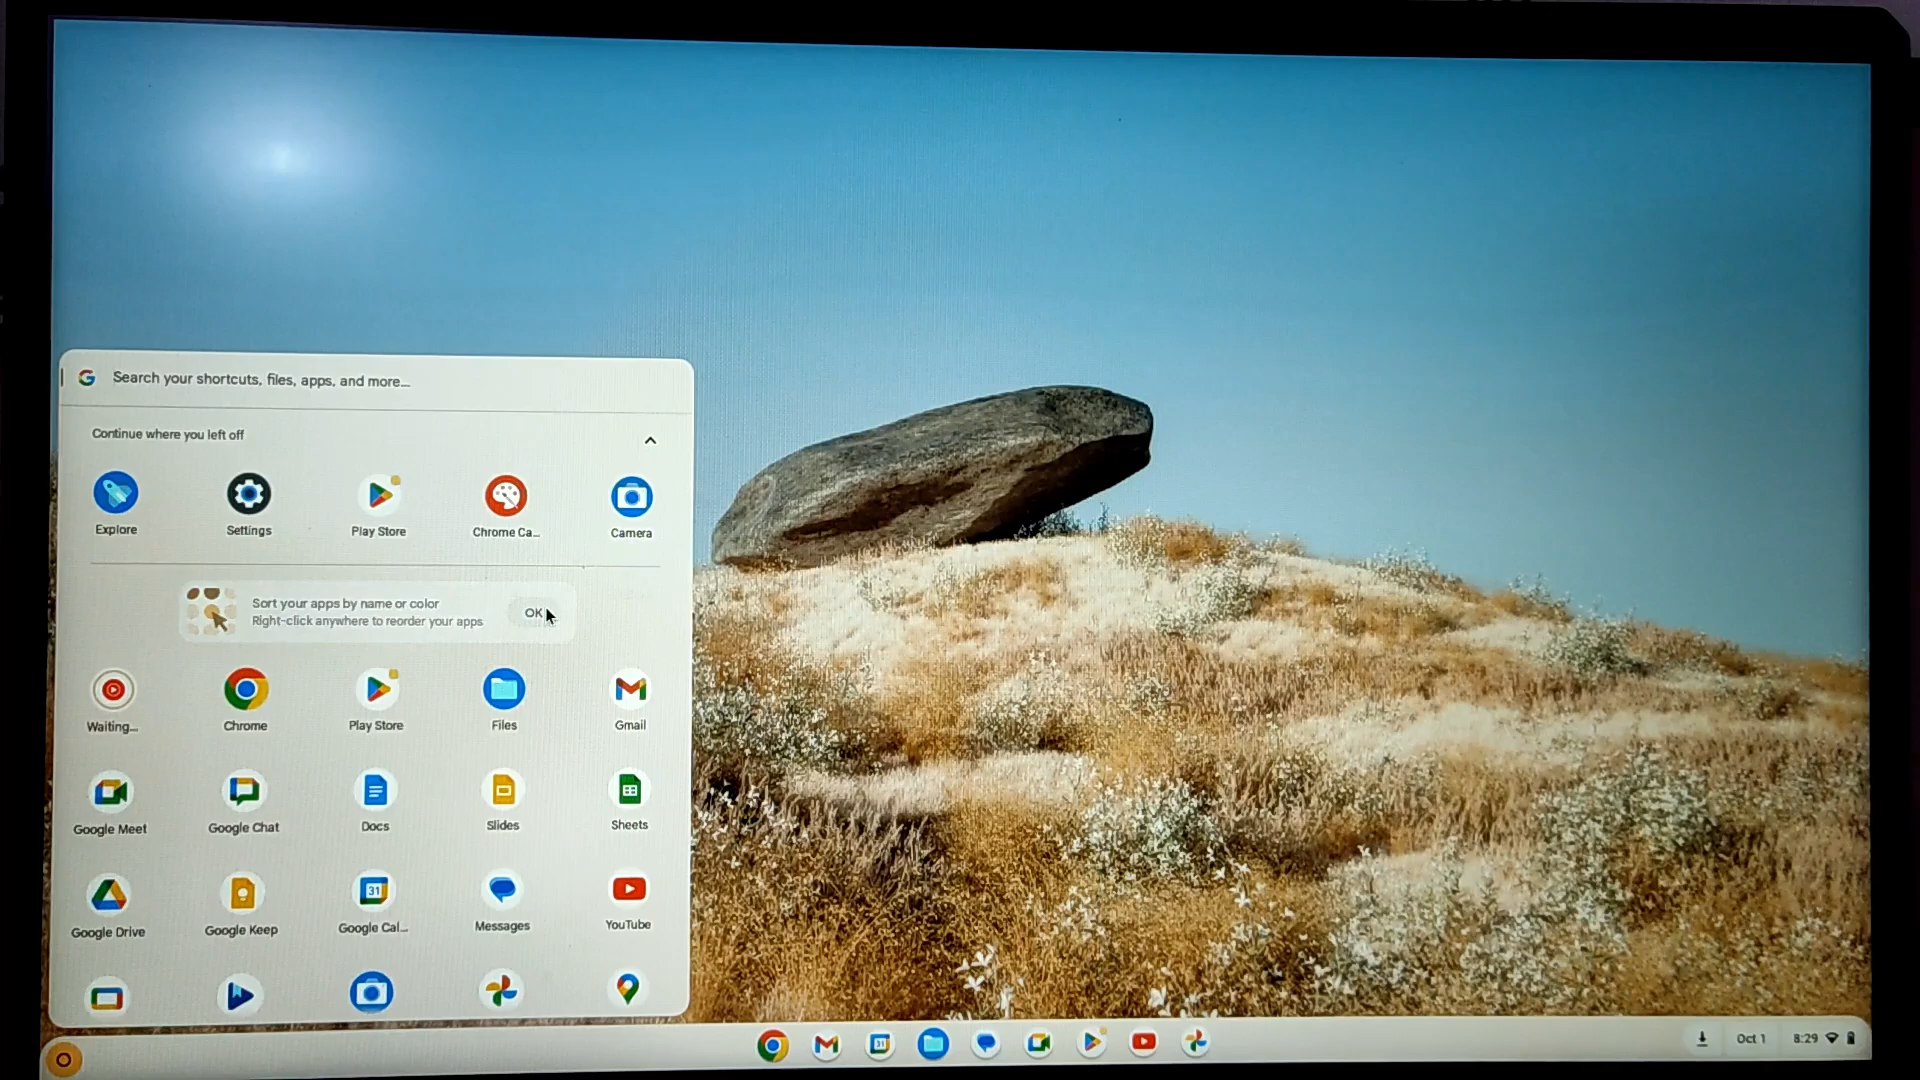 Search your shortcuts, files, apps, and more...
Continue where you left off
Explore
Settings
Play Store
Chrome Ca...
Camera
Sort your apps by name or color
Right-click anywhere to reorder your apps
OK
Waiting...
Chrome
Play Store
Files
Gmail
Google Meet
Google Chat
Docs
Slides
Sheets
31
Google Drive
Google Keep
Google Cal...
Messages
YouTube
31
Oct 1
8:29